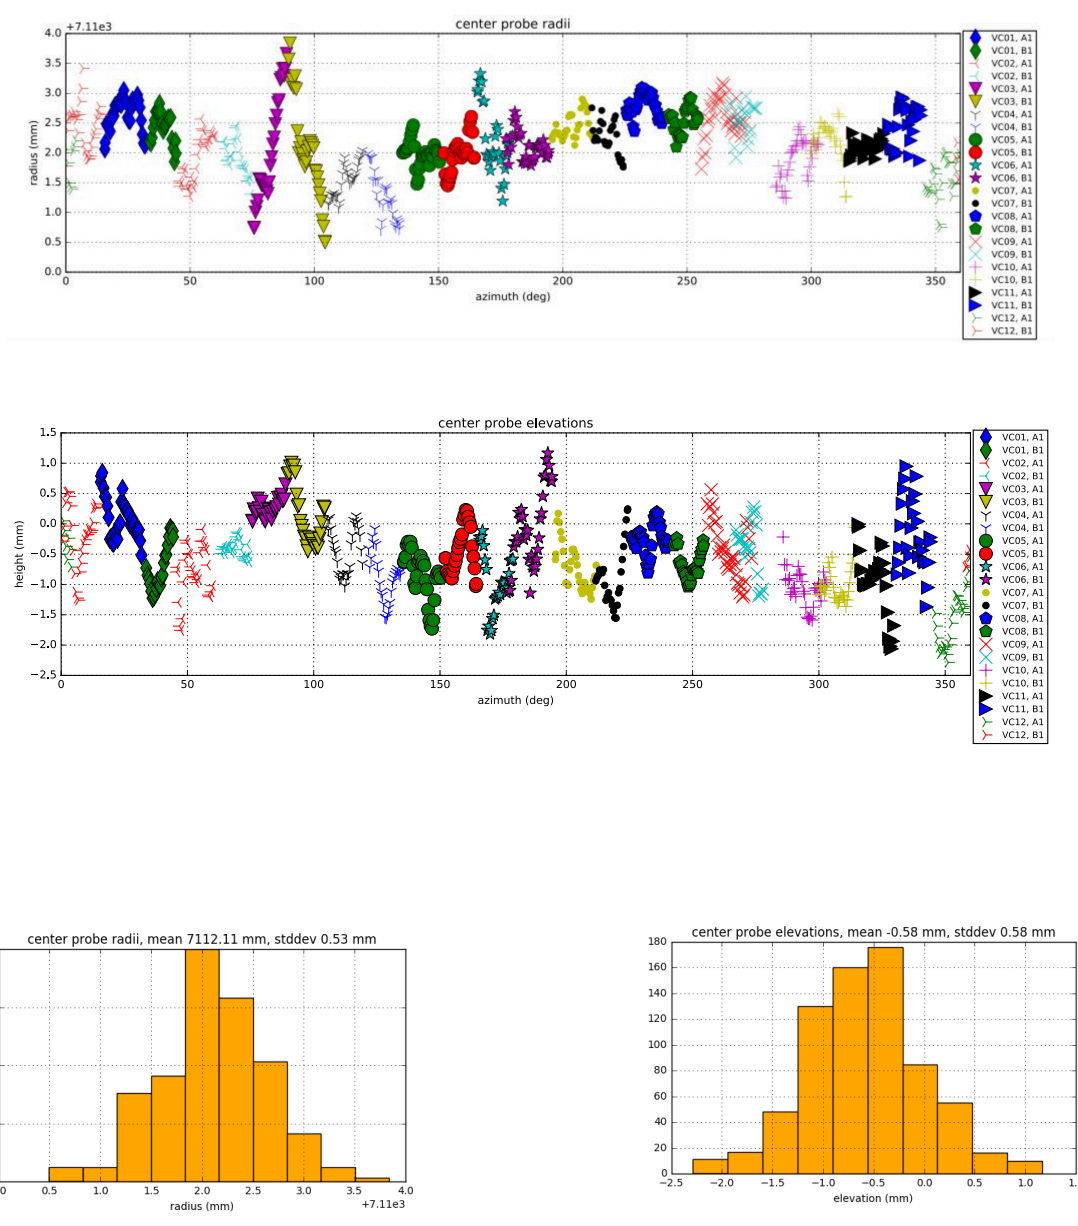 center probe radii
+7.11e3
4.0
3.5
3.0
2.5
2.0
1.5
1.0
0.5
0.0
radius (mm)
0 50 100 150 200 250 300 350
azimuth (deg)
VC01, A1
VC01, B1
VC02, A1
VC02, B1
VC03, A1
VC03, B1
VC04, A1
VC04, B1
VC05, A1
VC05, B1
VC06, A1
VC06, B1
VC07, A1
VC07, B1
VC08, A1
VC08, B1
VC09, A1
VC09, B1
VC10, A1
VC10, B1
VC11, A1
VC11, B1
VC12, A1
VC12, B1
center probe elevations
1.5
1.0
0.5
0.0
−0.5
−1.0
−1.5
−2.0
−2.5
height (mm)
0 50 100 150 200 250 300 350
azimuth (deg)
VC01, A1
VC01, B1
VC02, A1
VC02, B1
VC03, A1
VC03, B1
VC04, A1
VC04, B1
VC05, A1
VC05, B1
VC06, A1
VC06, B1
VC07, A1
VC07, B1
VC08, A1
VC08, B1
VC09, A1
VC09, B1
VC10, A1
VC10, B1
VC11, A1
VC11, B1
VC12, A1
VC12, B1
center probe radii, mean 7112.11 mm, stddev 0.53 mm
0 0.5 1.0 1.5 2.0 2.5 3.0 3.5 4.0
radius (mm)
+7.11e3
center probe elevations, mean -0.58 mm, stddev 0.58 mm
180
160
140
120
100
80
60
40
20
0
−2.5 −2.0 −1.5 −1.0 −0.5 0.0 0.5 1.0 1.
elevation (mm)